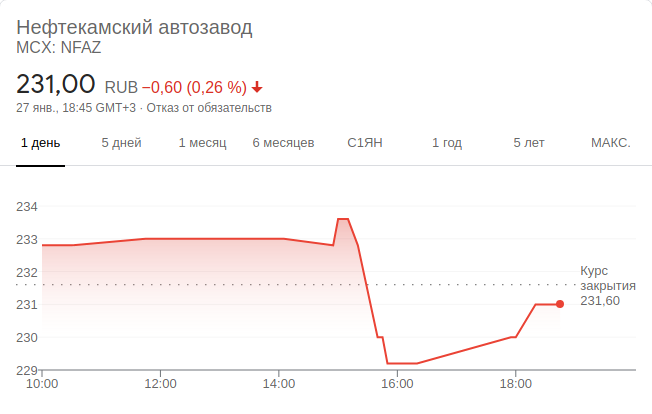 Нефтекамский автозавод
MCX: NFAZ
231,00 RUB −0,60 (0,26 %)
27 янв., 18:45 GMT+3 · Отказ от обязательств
1 день 5 дней 1 месяц 6 месяцев С1ЯН 1 год 5 лет МАКС.
234
233
232
231
230
229
Курс
закрытия
231,60
10:00 12:00 14:00 16:00 18:00